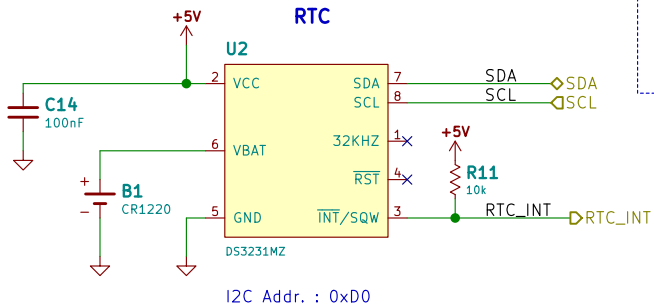 RTC
+5V
U2
2 VCC SDA 7 SDA SDA
SCL 8 SCL SCL
C14
100nF
32KHZ 1 +5V
6 VBAT
RST 4 R11
10k
+ B1
- CR1220
5 GND INT/SQW 3 RTC_INT RTC_INT
DS3231MZ
I2C Addr. : 0xD0